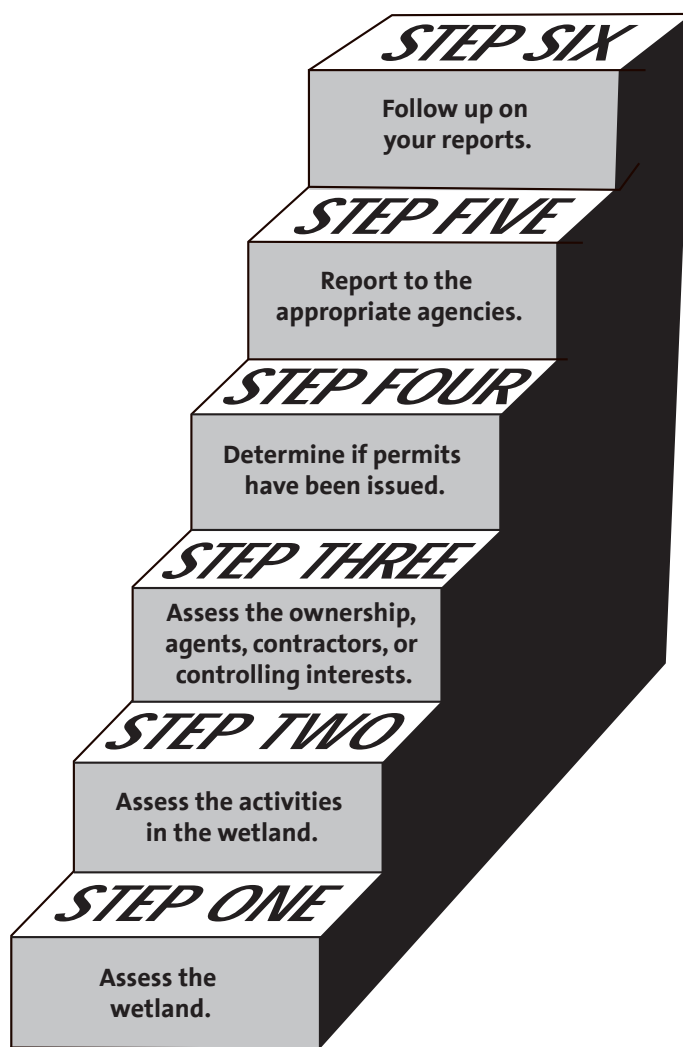 STEP SIX
Follow up on
your reports.
STEP FIVE
Report to the
appropriate agencies.
STEP FOUR
Determine if permits
have been issued.
STEP THREE
Assess the ownership,
agents, contractors, or
controlling interests.
STEP TWO
Assess the activities
in the wetland.
STEP ONE
Assess the
wetland.